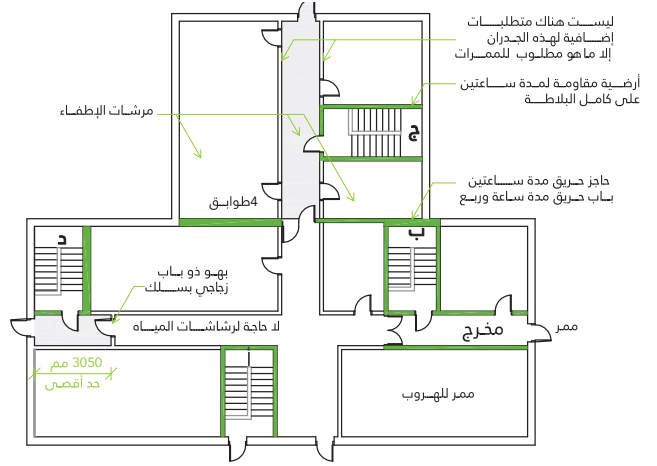 ليست هناك متطلبات
إضافية لهذه الجدران
إلا ماهو مطلوب للممرات
أرضية مقاومة لمدة ساعتين
على كامل البلاطة
مرشات الإطفاء
ج
حاجز حريق مدة ساعتين
باب حريق مدة ساعة وربع
4طوابق
د
ب
بهو ذو باب
زجاجي بسلك
لا حاجة لرشاشات المياه
مخرج
ممر
3050 مم
حد أقصى
أ
ممر للهروب